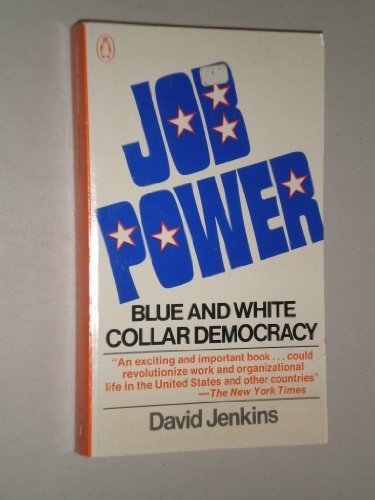 JOB
POWER
BLUE AND WHITE
COLLAR DEMOCRACY
"An exciting and important book...could
revolutionize work and organizational
life in the United States and other countries"
—The New York Times
David Jenkins